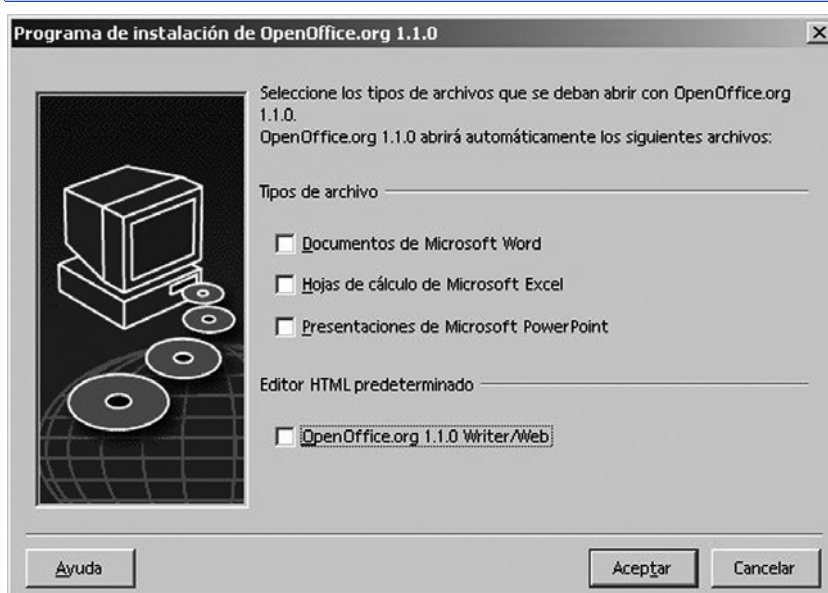 Programa de instalación de OpenOffice.org 1.1.0
Seleccione los tipos de archivos que se deban abrir con OpenOffice.org
1.1.0.
OpenOffice.org 1.1.0 abrirá automáticamente los siguientes archivos:
Tipos de archivo
Documentos de Microsoft Word
Hojas de cálculo de Microsoft Excel
Presentaciones de Microsoft PowerPoint
Editor HTML predeterminado
OpenOffice.org 1.1.0 Writer/Web
Ayuda
Aceptar
Cancelar